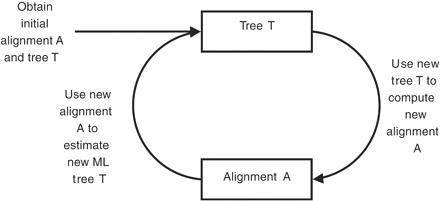 Obtain
initial
alignment A
and tree T
Tree T
Use new
tree T to
compute
new
alignment
A
Use new
alignment
A to
estimate
new ML
tree T
Alignment A